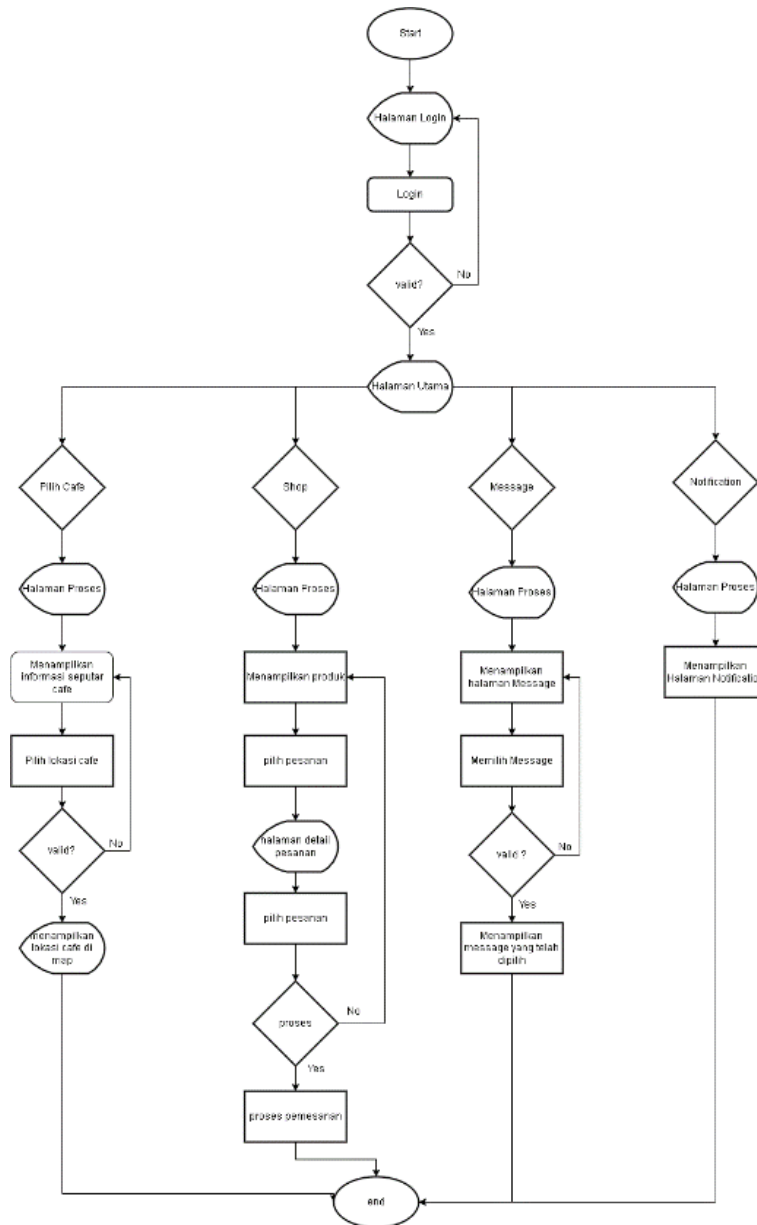 Start
Halaman Login
Login
valid?
No
Yes
Halaman Utama
Pilih Cafe
Halaman Proses
Menampilkan
informasi seputar
cafe
Pilih lokasi cafe
valid?
No
Yes
menampilkan
lokasi cafe di
map
Shop
Halaman Proses
Menampilkan produk
pilih pesanan
halaman detail
pesanan
pilih pesanan
proses
No
Yes
proses pemesanan
Message
Halaman Proses
Menampilkan
halaman Message
Memilih Message
valid ?
No
Yes
Menampilkan
message yang telah
dipilih
Notification
Halaman Proses
Menampilkan
Halaman Notification
end